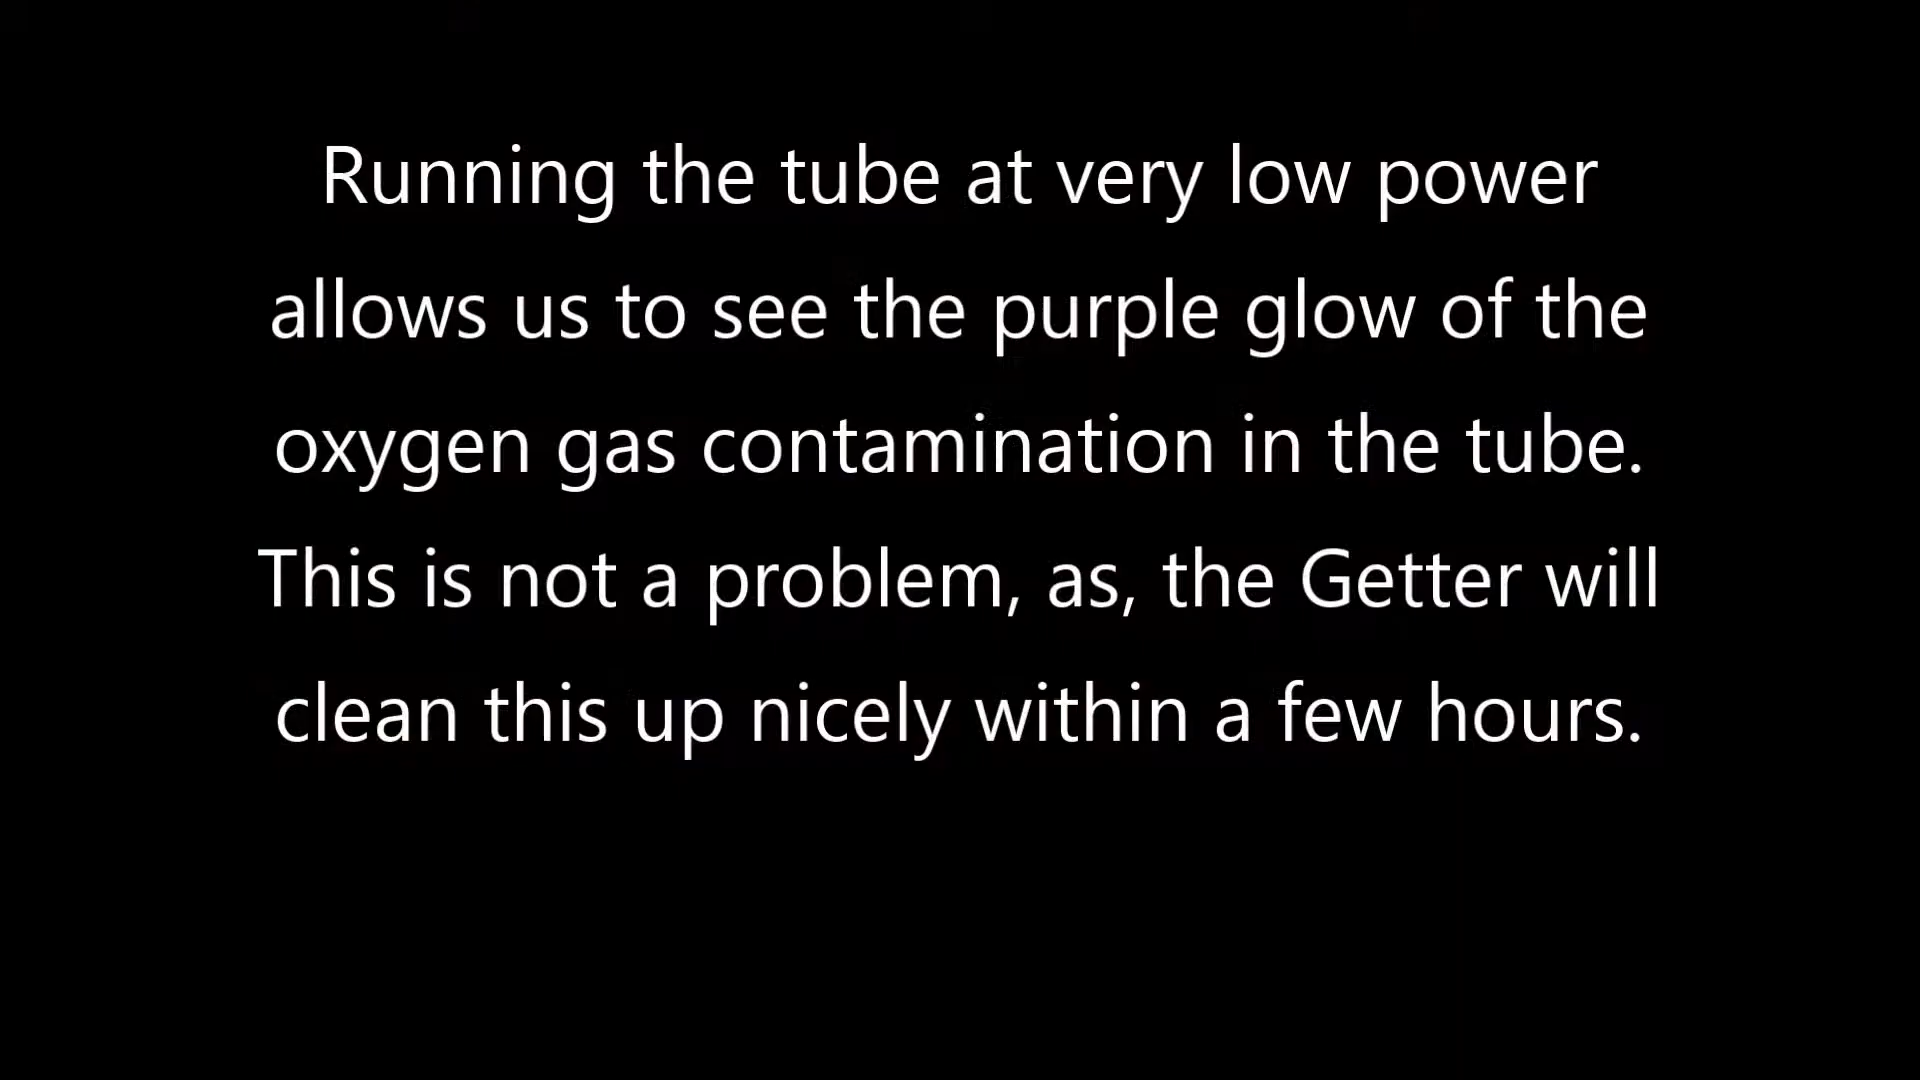 Running the tube at very low power
allows us to see the purple glow of the
oxygen gas contamination in the tube.
This is not a problem, as, the Getter will
clean this up nicely within a few hours.